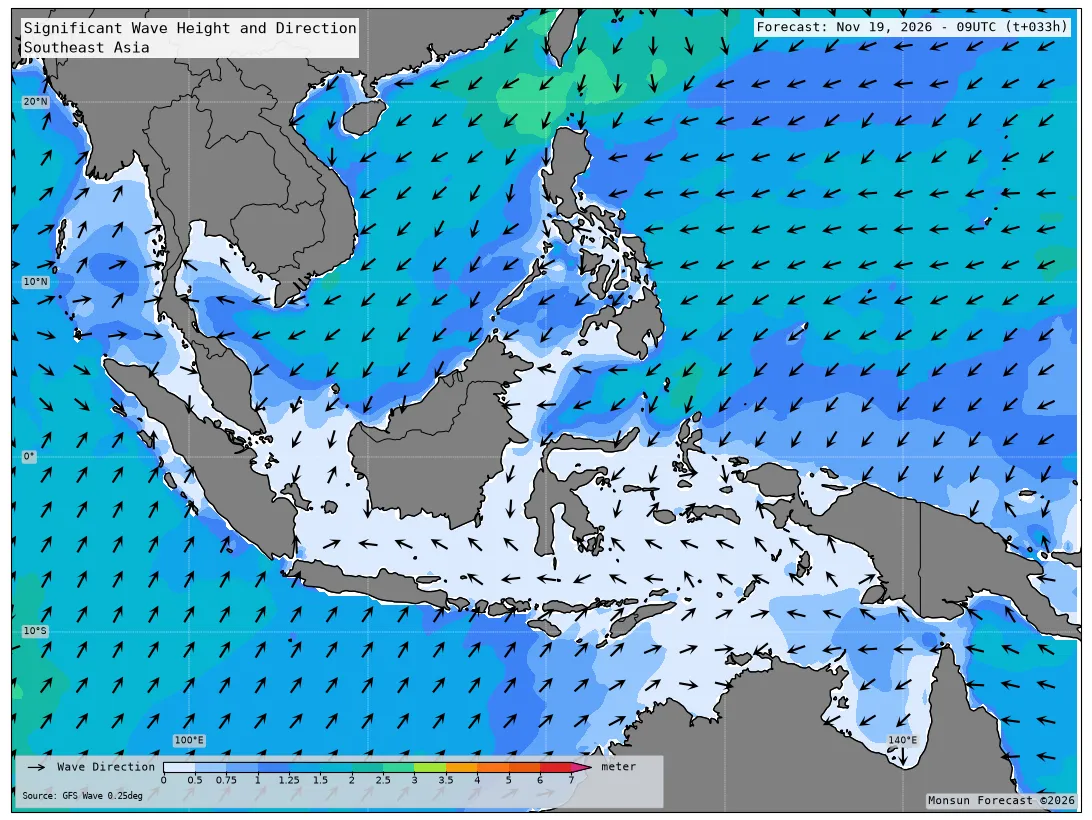 Significant Wave Height and Direction
Southeast Asia
Forecast: Nov 19, 2026 - 09UTC (t+033h)
20°N
10°N
0°
10°S
100°E
140°E
Wave Direction
meter
0 0.5 0.75 1 1.25 1.5 2 2.5 3 3.5 4 5 6 7
Source: GFS Wave 0.25deg
Monsun Forecast ©2026